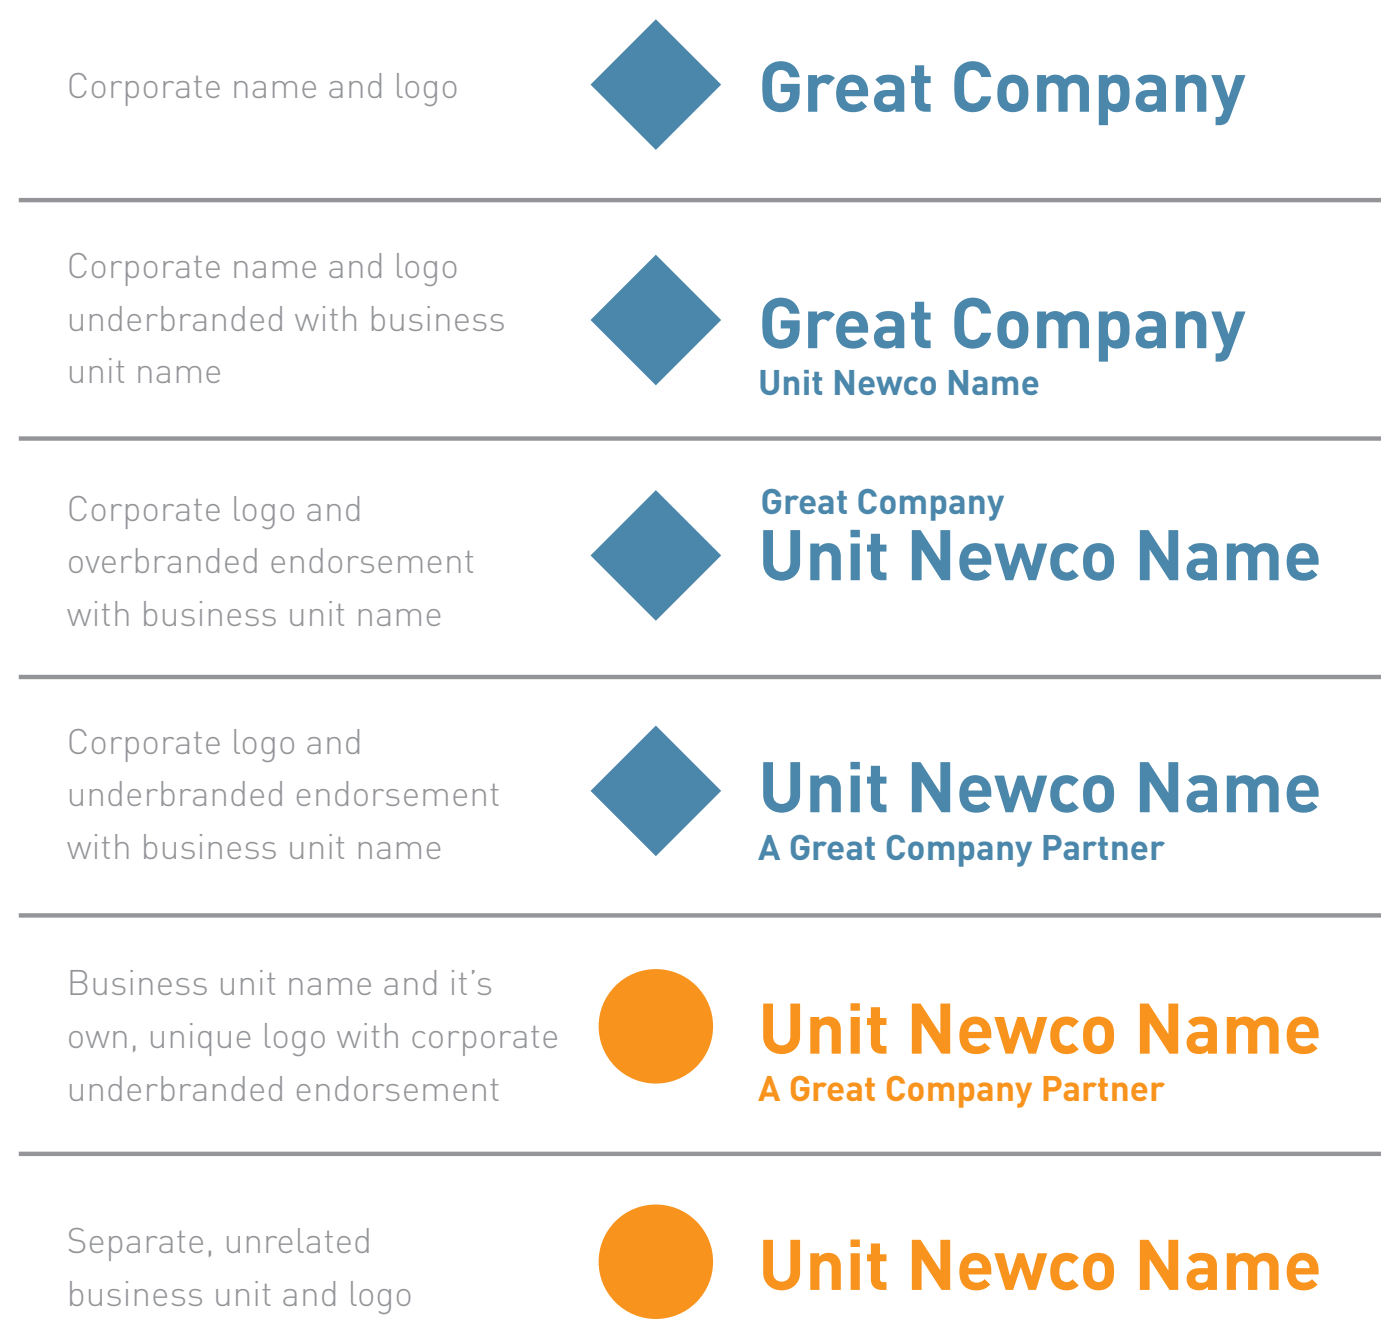 Corporate name and logo
Great Company
Corporate name and logo
underbranded with business
unit name
Great Company
Unit Newco Name
Corporate logo and
overbranded endorsement
with business unit name
Great Company
Unit Newco Name
Corporate logo and
underbranded endorsement
with business unit name
Unit Newco Name
A Great Company Partner
Business unit name and it’s
own, unique logo with corporate
underbranded endorsement
Unit Newco Name
A Great Company Partner
Separate, unrelated
business unit and logo
Unit Newco Name